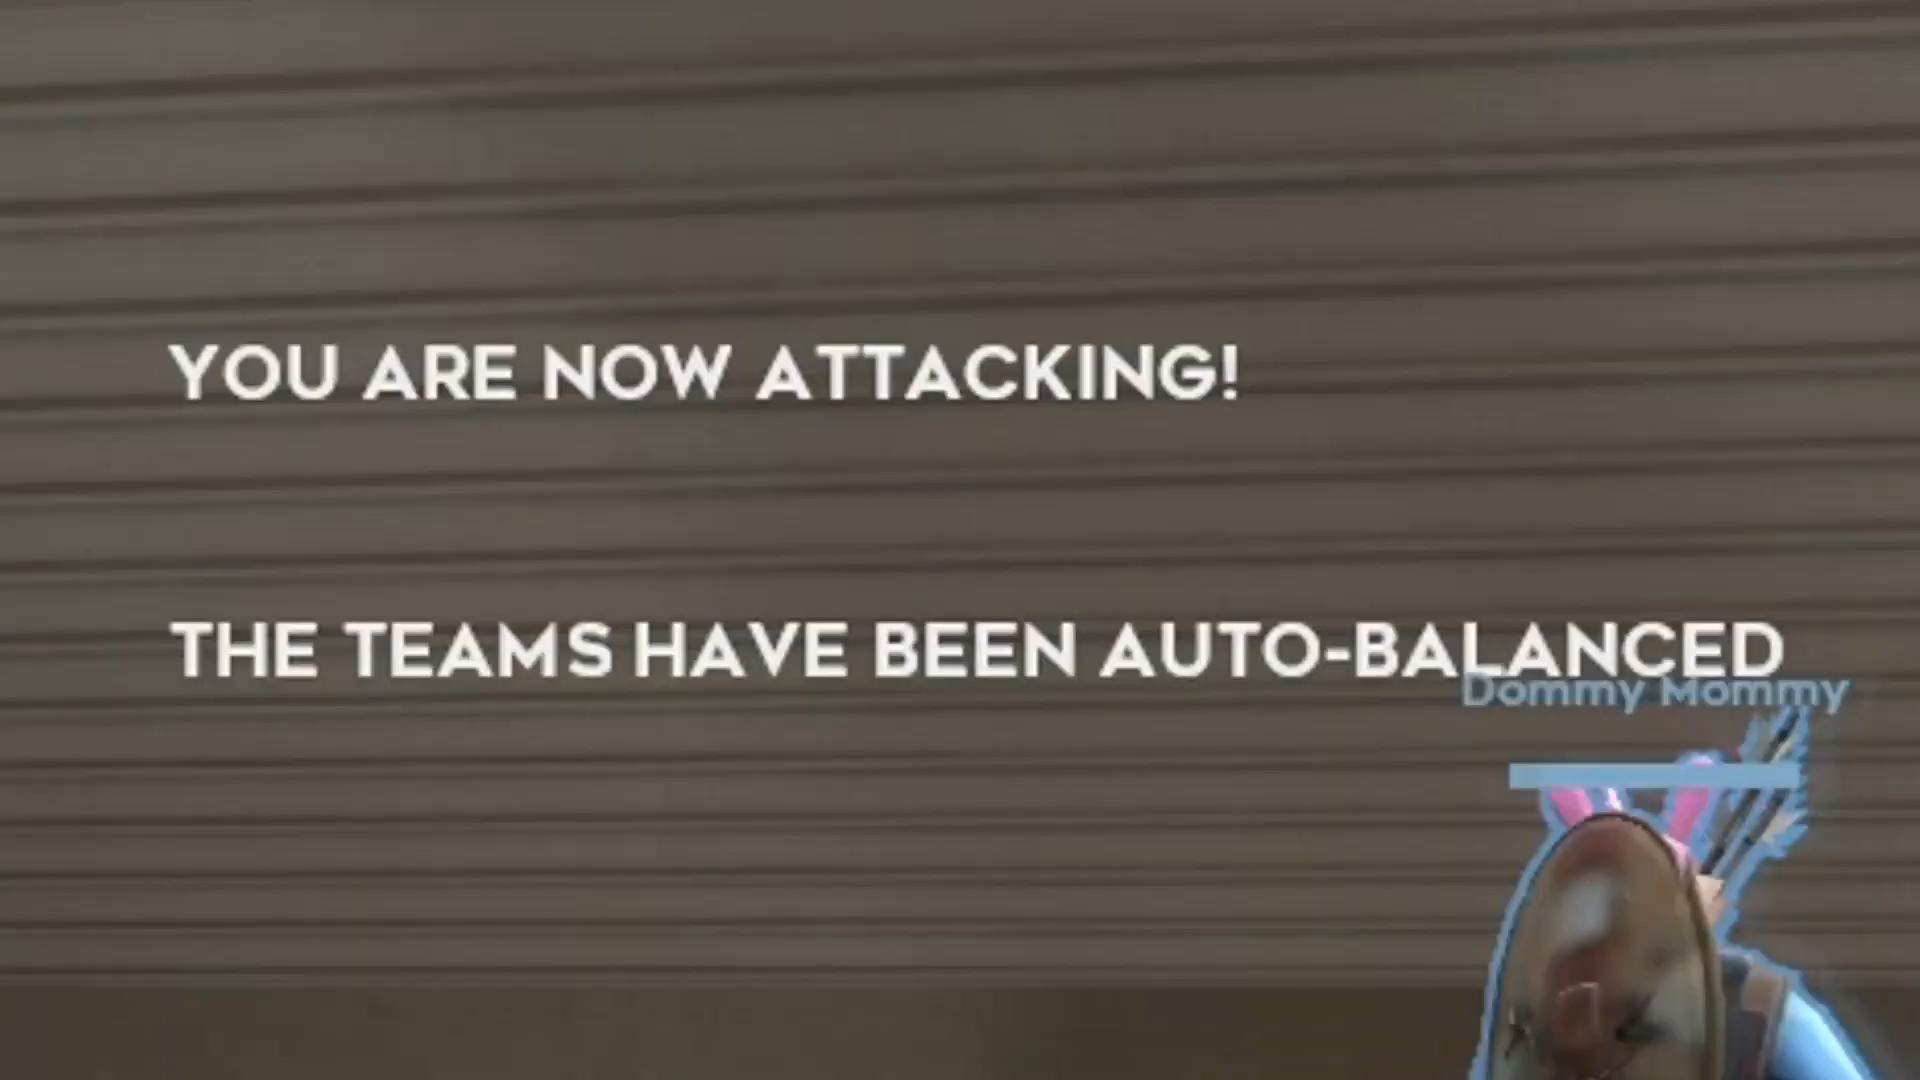 YOU ARE NOW ATTACKING!
THE TEAMS HAVE BEEN AUTO-BALANCED
Dommy Mommy